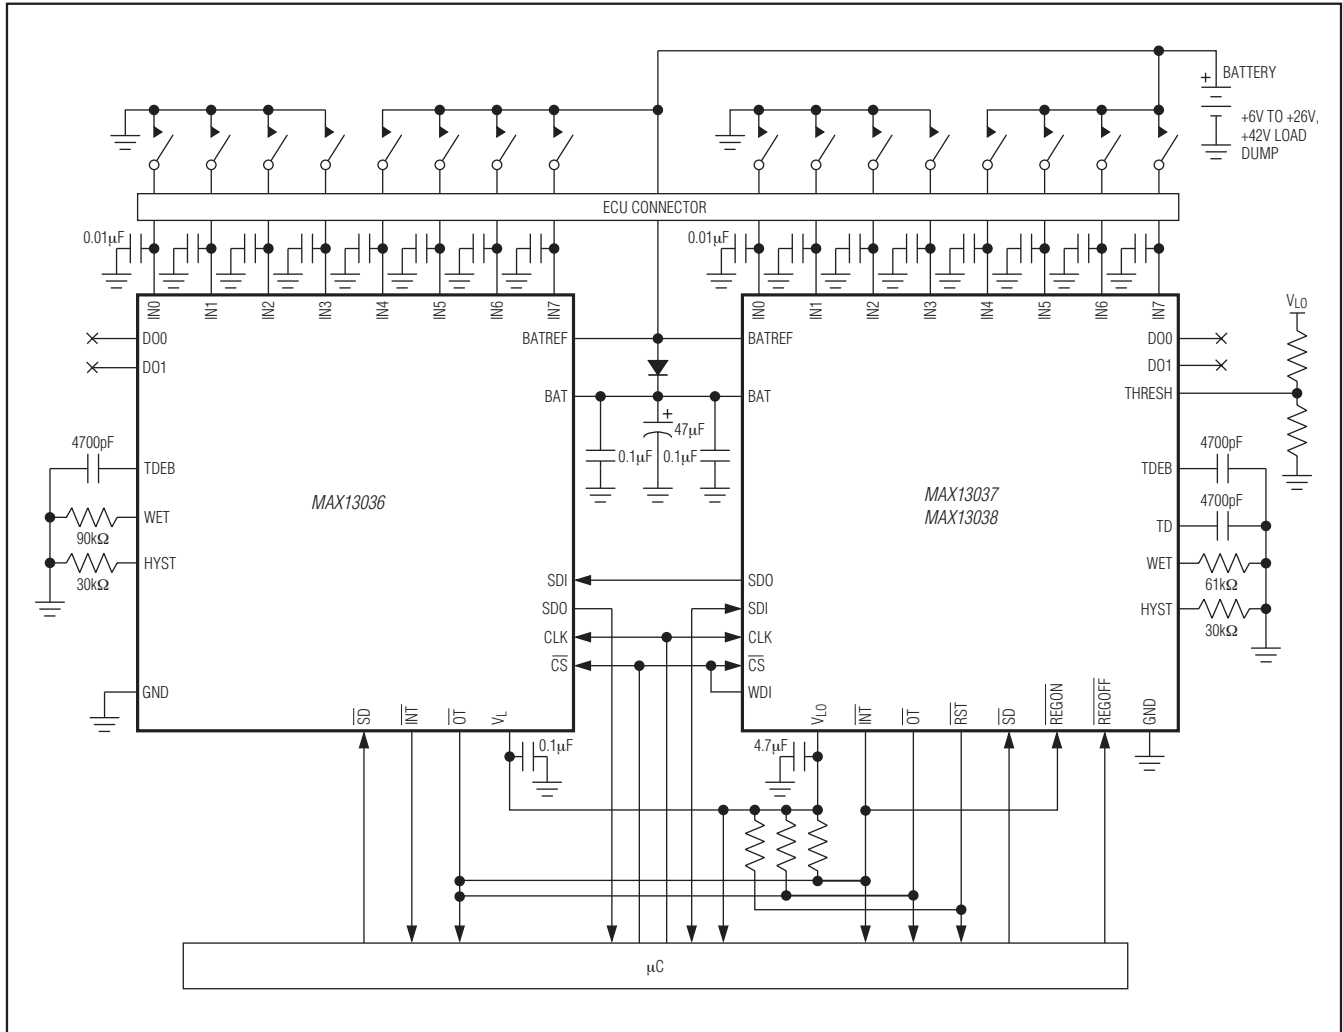 + BATTERY
+6V TO +26V,
+42V LOAD
DUMP
ECU CONNECTOR
0.01µF
0.01µF
IN0 IN1 IN2 IN3 IN4 IN5 IN6 IN7
IN0 IN1 IN2 IN3 IN4 IN5 IN6 IN7
DO0
DO1
BATREF
BAT
4700pF
TDEB
WET
90kΩ
HYST
30kΩ
MAX13036
SDI
SDO
CLK
CS
GND
SD INT OT VL
0.1µF
+
47µF
0.1µF 0.1µF
BATREF
BAT
DO0
DO1
THRESH
VLO
TDEB
4700pF
TD
4700pF
WET
61kΩ
HYST
30kΩ
MAX13037
MAX13038
SDO
SDI
CLK
CS
WDI
VLO INT OT RST SD REGON REGOFF GND
4.7µF
µC